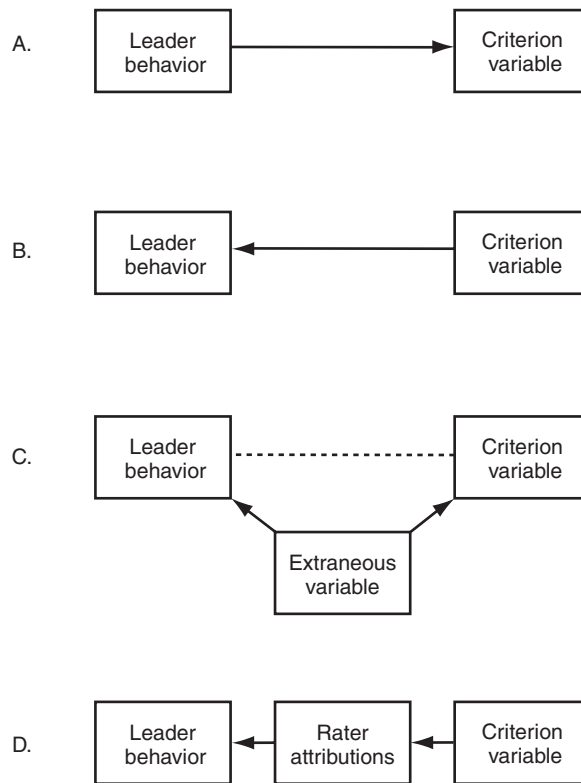 A.
Leader
behavior
Criterion
variable
B.
Leader
behavior
Criterion
variable
C.
Leader
behavior
Criterion
variable
Extraneous
variable
D.
Leader
behavior
Rater
attributions
Criterion
variable